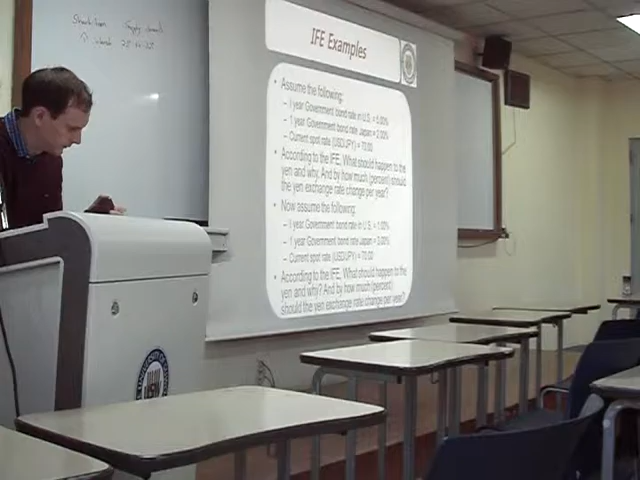 IFE Examples
• Assume the following:
– 1 year Government bond rate in U.S. = 5.00%
– 1 year Government bond rate Japan = 2.00%
– Current spot rate (USD/JPY) = 70.00
• According to the IFE, What should happen to the
yen and why. And by how much (percent) should
the yen exchange rate change per year?
• Now assume the following:
– 1 year Government bond rate in U.S. = 1.00%
– 1 year Government bond rate Japan = 3.00%
– Current spot rate (USD/JPY) = 70.00
• According to the IFE, What should happen to the
yen and why? And by how much (percent)
should the yen exchange rate change per year?